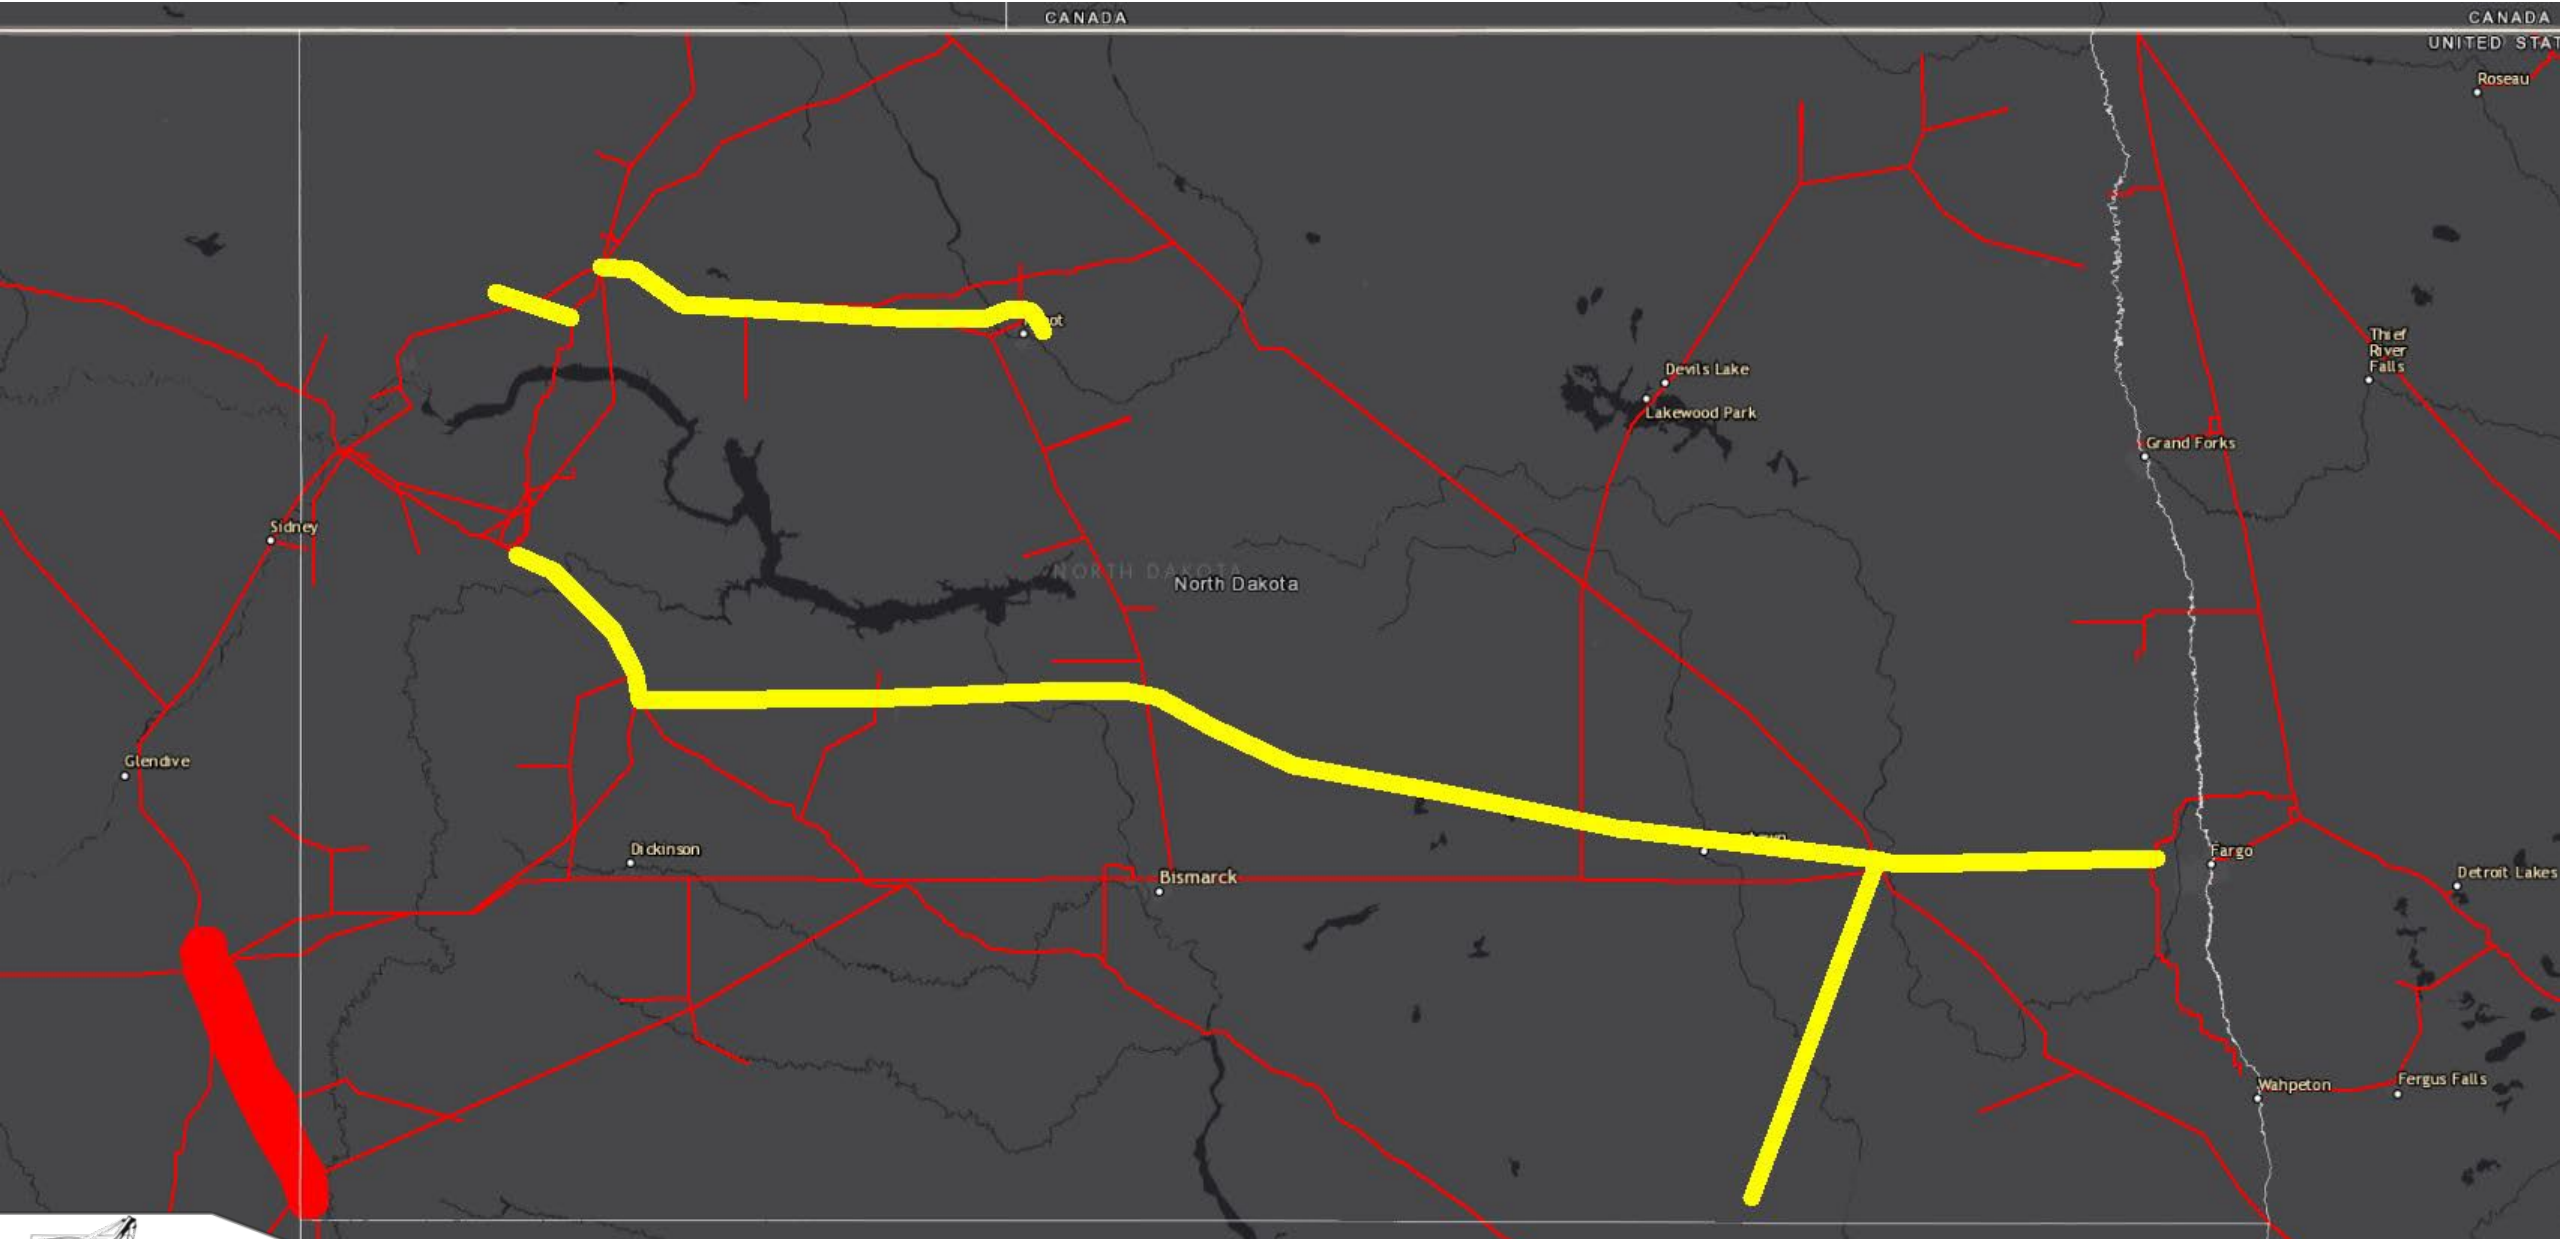 CANADA
CANADA
UNITED STAT
Roseau
Thief
River
Falls
Devils Lake
Lakewood Park
Grand Forks
Sidney
NORTH DAKOTA
North Dakota
Glendive
Dickinson
Bismarck
Fargo
Detroit Lakes
Wahpeton
Fergus Falls